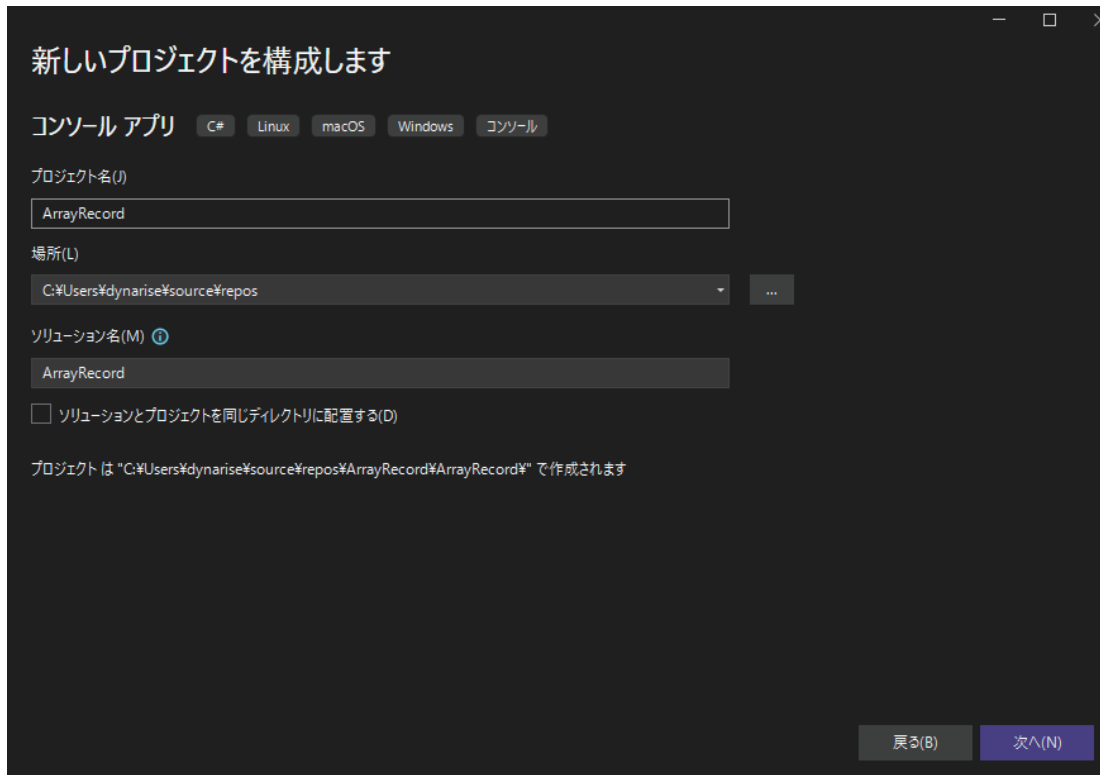 新しいプロジェクトを構成します
コンソール アプリ C# Linux macOS Windows コンソール
プロジェクト名(J)
ArrayRecord
場所(L)
C:¥Users¥dynarise¥source¥repos
...
ソリューション名(M)
ArrayRecord
ソリューションとプロジェクトを同じディレクトリに配置する(D)
プロジェクト は "C:¥Users¥dynarise¥source¥repos¥ArrayRecord¥ArrayRecord¥" で作成されます
戻る(B) 次へ(N)